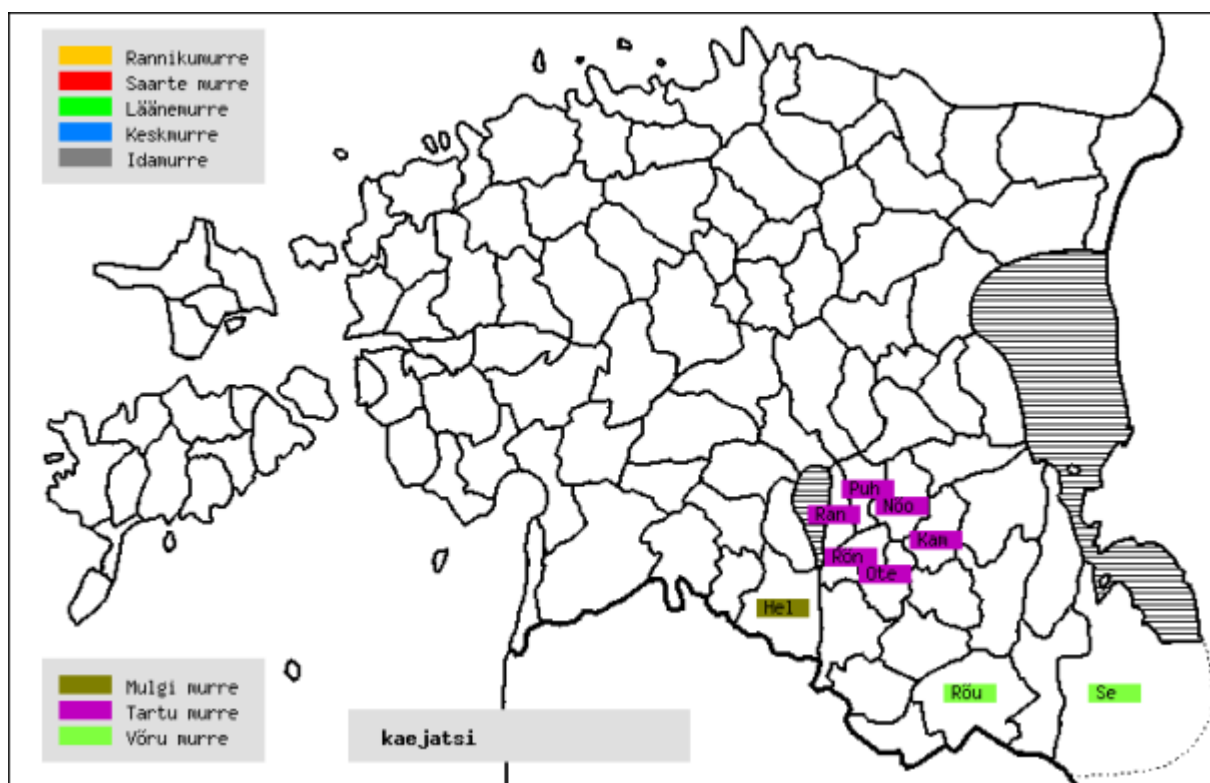 Rannikumurre
Saarte murre
Läänemurre
Keskmurre
Idamurre
Puh
Nõo
Ran
Kam
Rõn
Ote
Hel
Rõu
Se
Mulgi murre
Tartu murre
Võru murre
kaejatsi